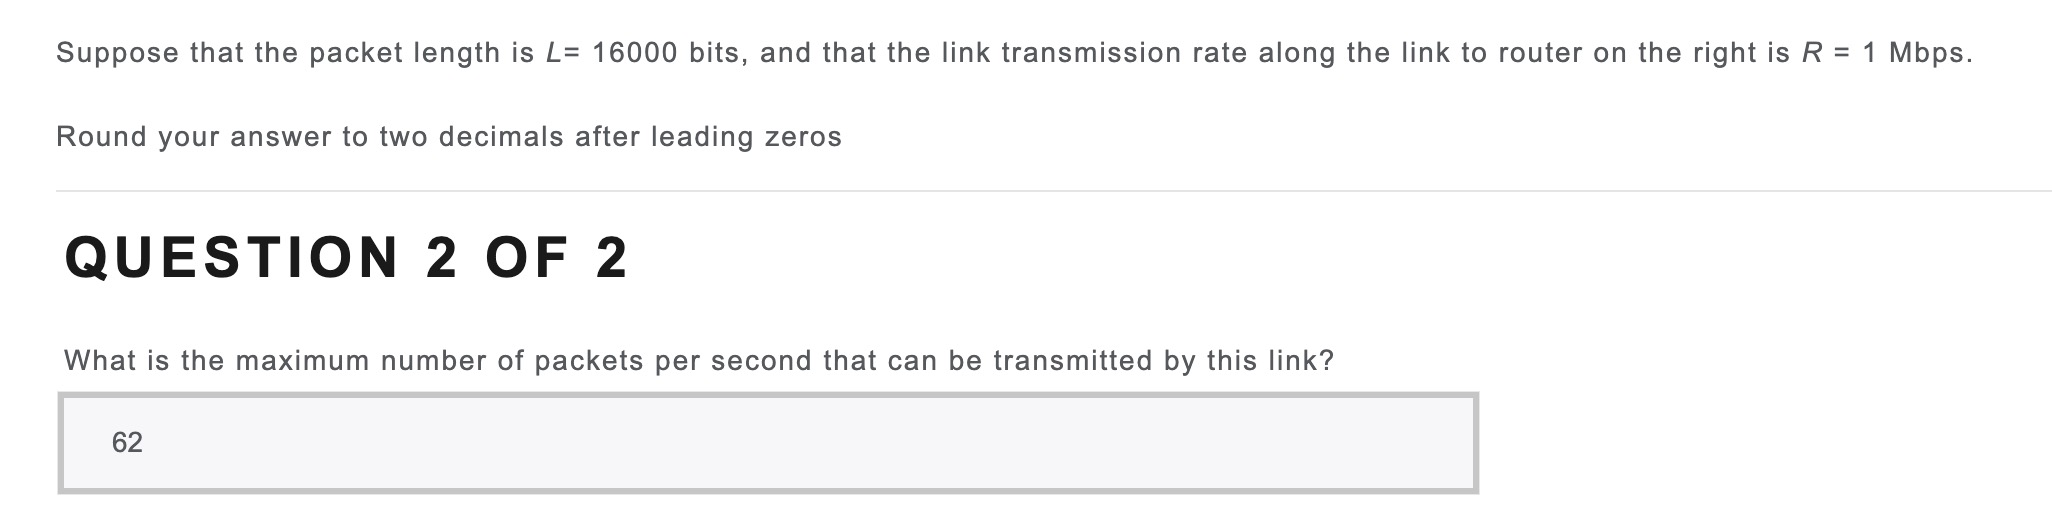 Suppose that the packet length is L= 16000 bits, and that the link transmission rate along the link to router on the right is R = 1 Mbps.
Round your answer to two decimals after leading zeros
QUESTION 2 OF 2
What is the maximum number of packets per second that can be transmitted by this link?
62